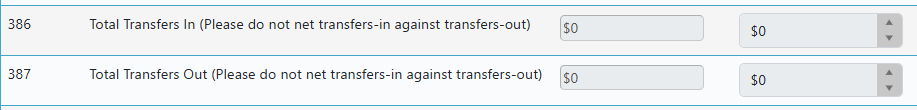 386 Total Transfers In (Please do not net transfers-in against transfers-out) $0 $0
387 Total Transfers Out (Please do not net transfers-in against transfers-out) $0 $0